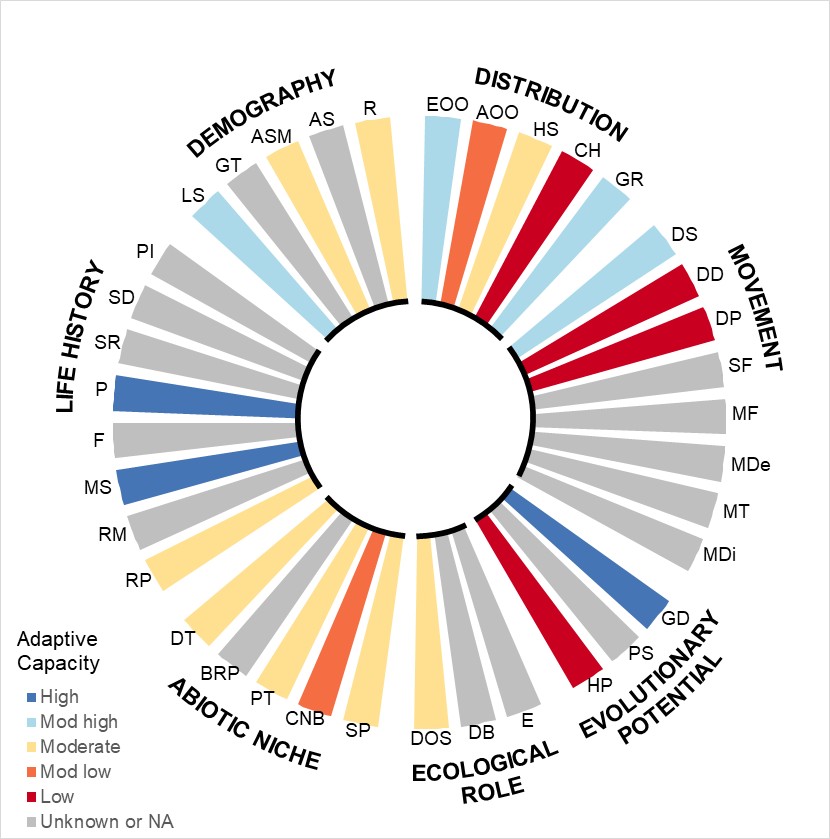 DISTRIBUTION
EOO
AOO
HS
CH
GR
MOVEMENT
DS
DD
DP
SF
MF
MDe
MT
MDi
EVOLUTIONARY
POTENTIAL
GD
PS
HP
ECOLOGICAL
ROLE
E
DB
DOS
ABIOTIC NICHE
SP
CNB
PT
BRP
DT
LIFE HISTORY
RP
RM
MS
F
P
SR
SD
PI
DEMOGRAPHY
LS
GT
ASM
AS
R
Adaptive
Capacity
High
Mod high
Moderate
Mod low
Low
Unknown or NA